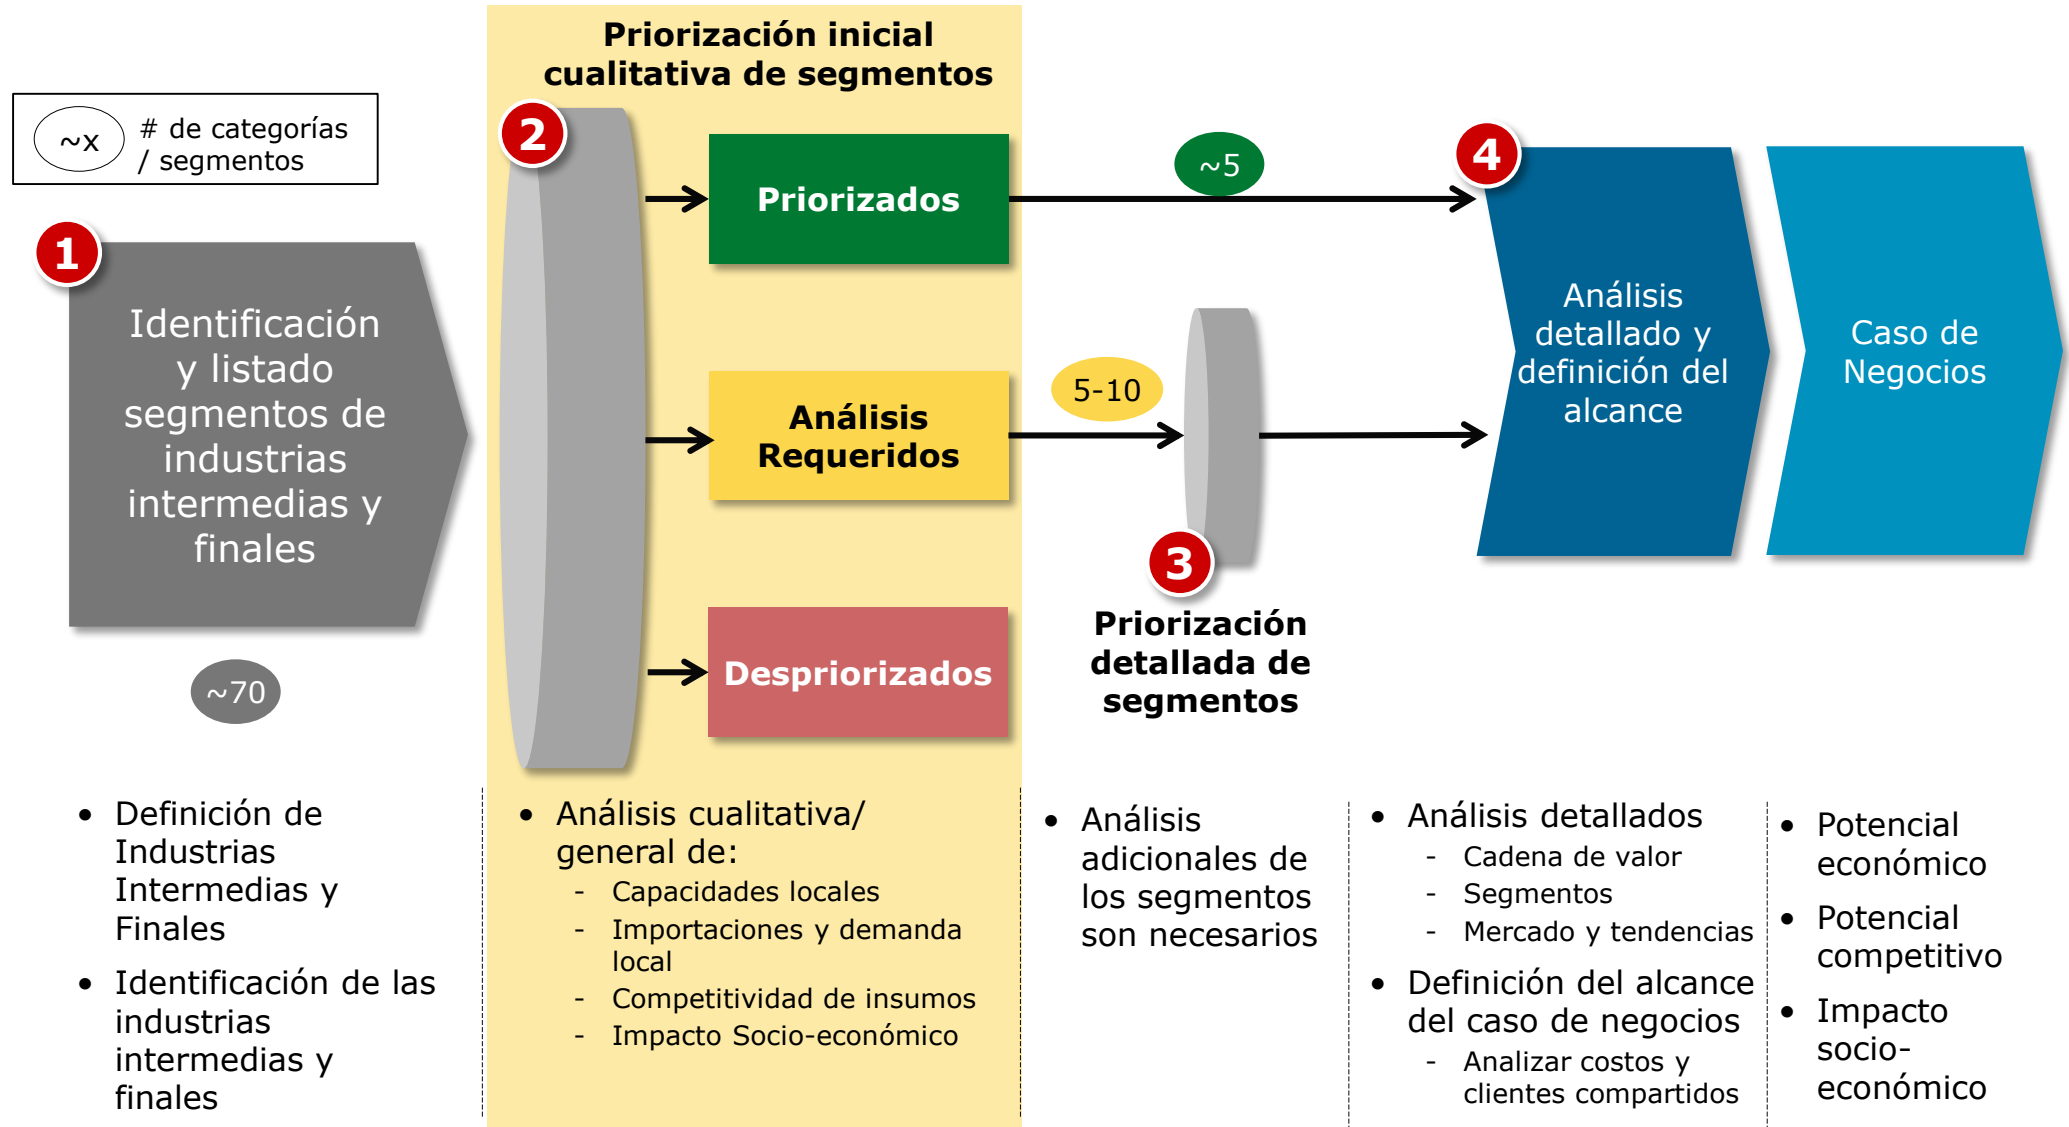 Priorización inicial
cualitativa de segmentos
~x
# de categorías
/ segmentos
1
Identificación
y listado
segmentos de
industrias
intermedias y
finales
~70
2
Priorizados
Análisis
Requeridos
Despriorizados
~5
5-10
3
Priorización
detallada de
segmentos
4
Análisis
detallado y
definición del
alcance
Caso de
Negocios
• Definición de
Industrias
Intermedias y
Finales
• Identificación de las
industrias
intermedias y
finales
• Análisis cualitativa/
general de:
- Capacidades locales
- Importaciones y demanda
local
- Competitividad de insumos
- Impacto Socio-económico
• Análisis
adicionales de
los segmentos
son necesarios
• Análisis detallados
- Cadena de valor
- Segmentos
- Mercado y tendencias
• Definición del alcance
del caso de negocios
- Analizar costos y
clientes compartidos
• Potencial
económico
• Potencial
competitivo
• Impacto
socio-
económico